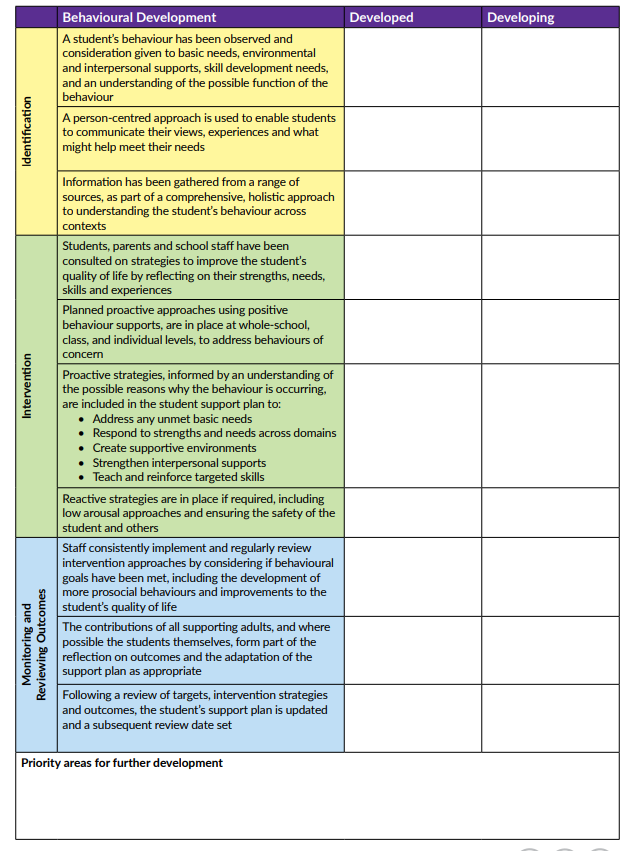 Behavioural Development Developed Developing
Identification
A student's behaviour has been observed and
consideration given to basic needs, environmental
and interpersonal supports, skill development needs,
and an understanding of the possible function of the
behaviour
A person-centred approach is used to enable students
to communicate their views, experiences and what
might help meet their needs
Information has been gathered from a range of
sources, as part of a comprehensive, holistic approach
to understanding the student's behaviour across
contexts
Intervention
Students, parents and school staff have been
consulted on strategies to improve the student's
quality of life by reflecting on their strengths, needs,
skills and experiences
Planned proactive approaches using positive
behaviour supports, are in place at whole-school,
class, and individual levels, to address behaviours of
concern
Proactive strategies, informed by an understanding of
the possible reasons why the behaviour is occurring,
are included in the student support plan to:
• Address any unmet basic needs
• Respond to strengths and needs across domains
• Create supportive environments
• Strengthen interpersonal supports
• Teach and reinforce targeted skills
Reactive strategies are in place if required, including
low arousal approaches and ensuring the safety of the
student and others
Monitoring and
Reviewing Outcomes
Staff consistently implement and regularly review
intervention approaches by considering if behavioural
goals have been met, including the development of
more prosocial behaviours and improvements to the
student's quality of life
The contributions of all supporting adults, and where
possible the students themselves, form part of the
reflection on outcomes and the adaptation of the
support plan as appropriate
Following a review of targets, intervention strategies
and outcomes, the student's support plan is updated
and a subsequent review date set
Priority areas for further development